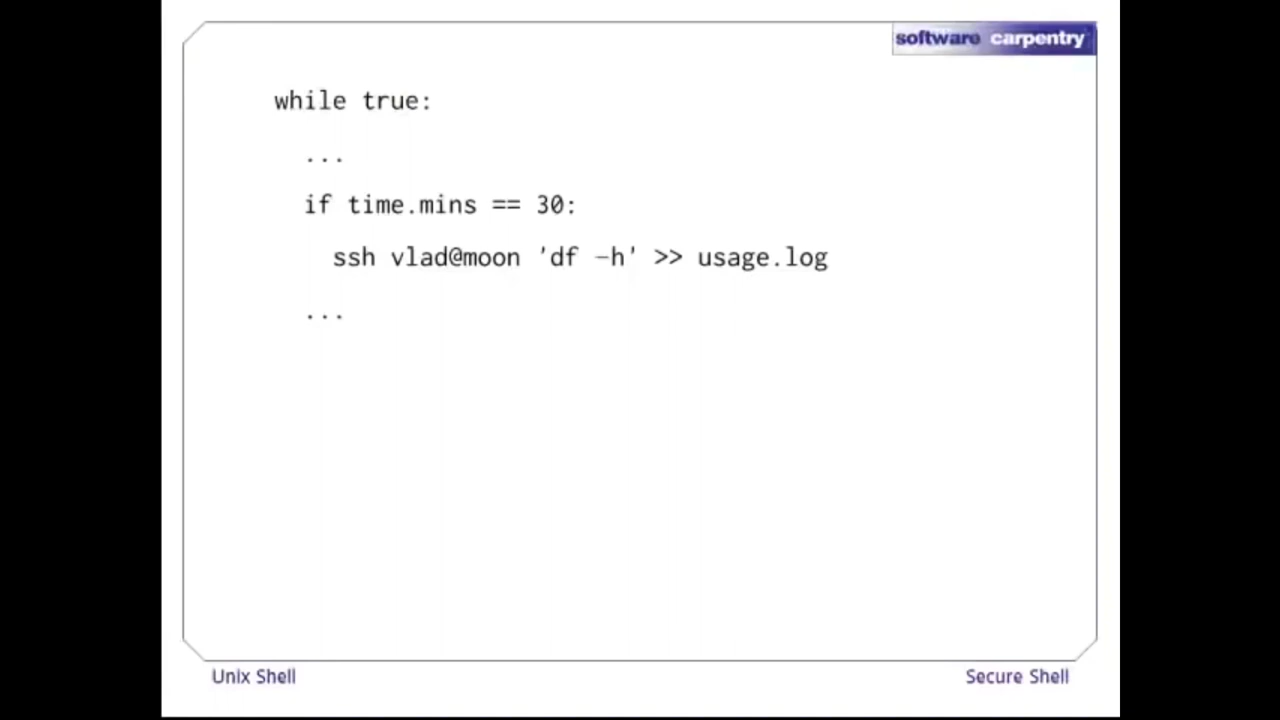 software carpentry
while true:
...
if time.mins == 30:
ssh vlad@moon 'df -h' >> usage.log
...
Unix Shell
Secure Shell